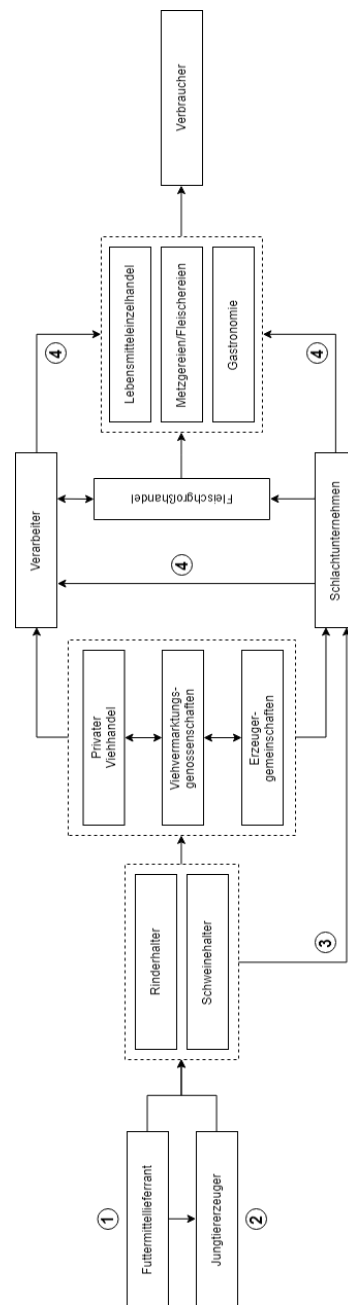 1
Futtermittellieferrant
Jungtiererzeuger
2
Rinderhalter
Schweinehalter
3
Privater
Viehhandel
Viehvermarktungs-
genossenschaften
Erzeuger-
gemeinschaften
Verarbeiter
4
Fleischgroßhandel
Schlachtunternehmen
4
Lebensmitteleinzelhandel
Metzgereien/Fleischereien
Gastronomie
4
Verbraucher